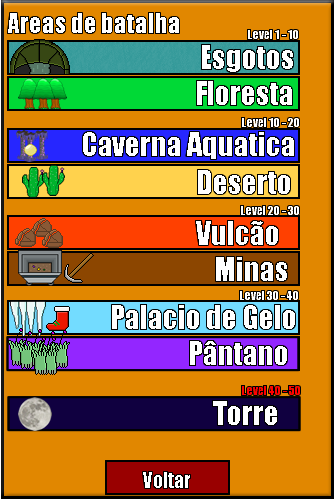 Areas de batalha
Level 1 - 10
Esgotos
Floresta
Level 10 - 20
Caverna Aquatica
Deserto
Level 20 - 30
Vulcão
Minas
Level 30 - 40
Palacio de Gelo
Pântano
Level 40 - 50
Torre
Voltar